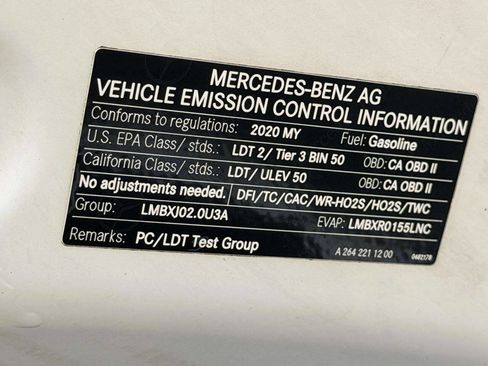 MERCEDES-BENZ AG
VEHICLE EMISSION CONTROL INFORMATION
Conforms to regulations: 2020 MY Fuel: Gasoline
U.S. EPA Class/ stds.: LDT 2/ Tier 3 BIN 50 OBD: CA OBD II
California Class/ stds.: LDT/ ULEV 50 OBD: CA OBD II
No adjustments needed. DFI/TC/CAC/WR-HO2S/HO2S/TWC
Group: LMBXJ02.0U3A EVAP: LMBXR0155LNC
Remarks: PC/LDT Test Group A 264 221 12 00 0482178